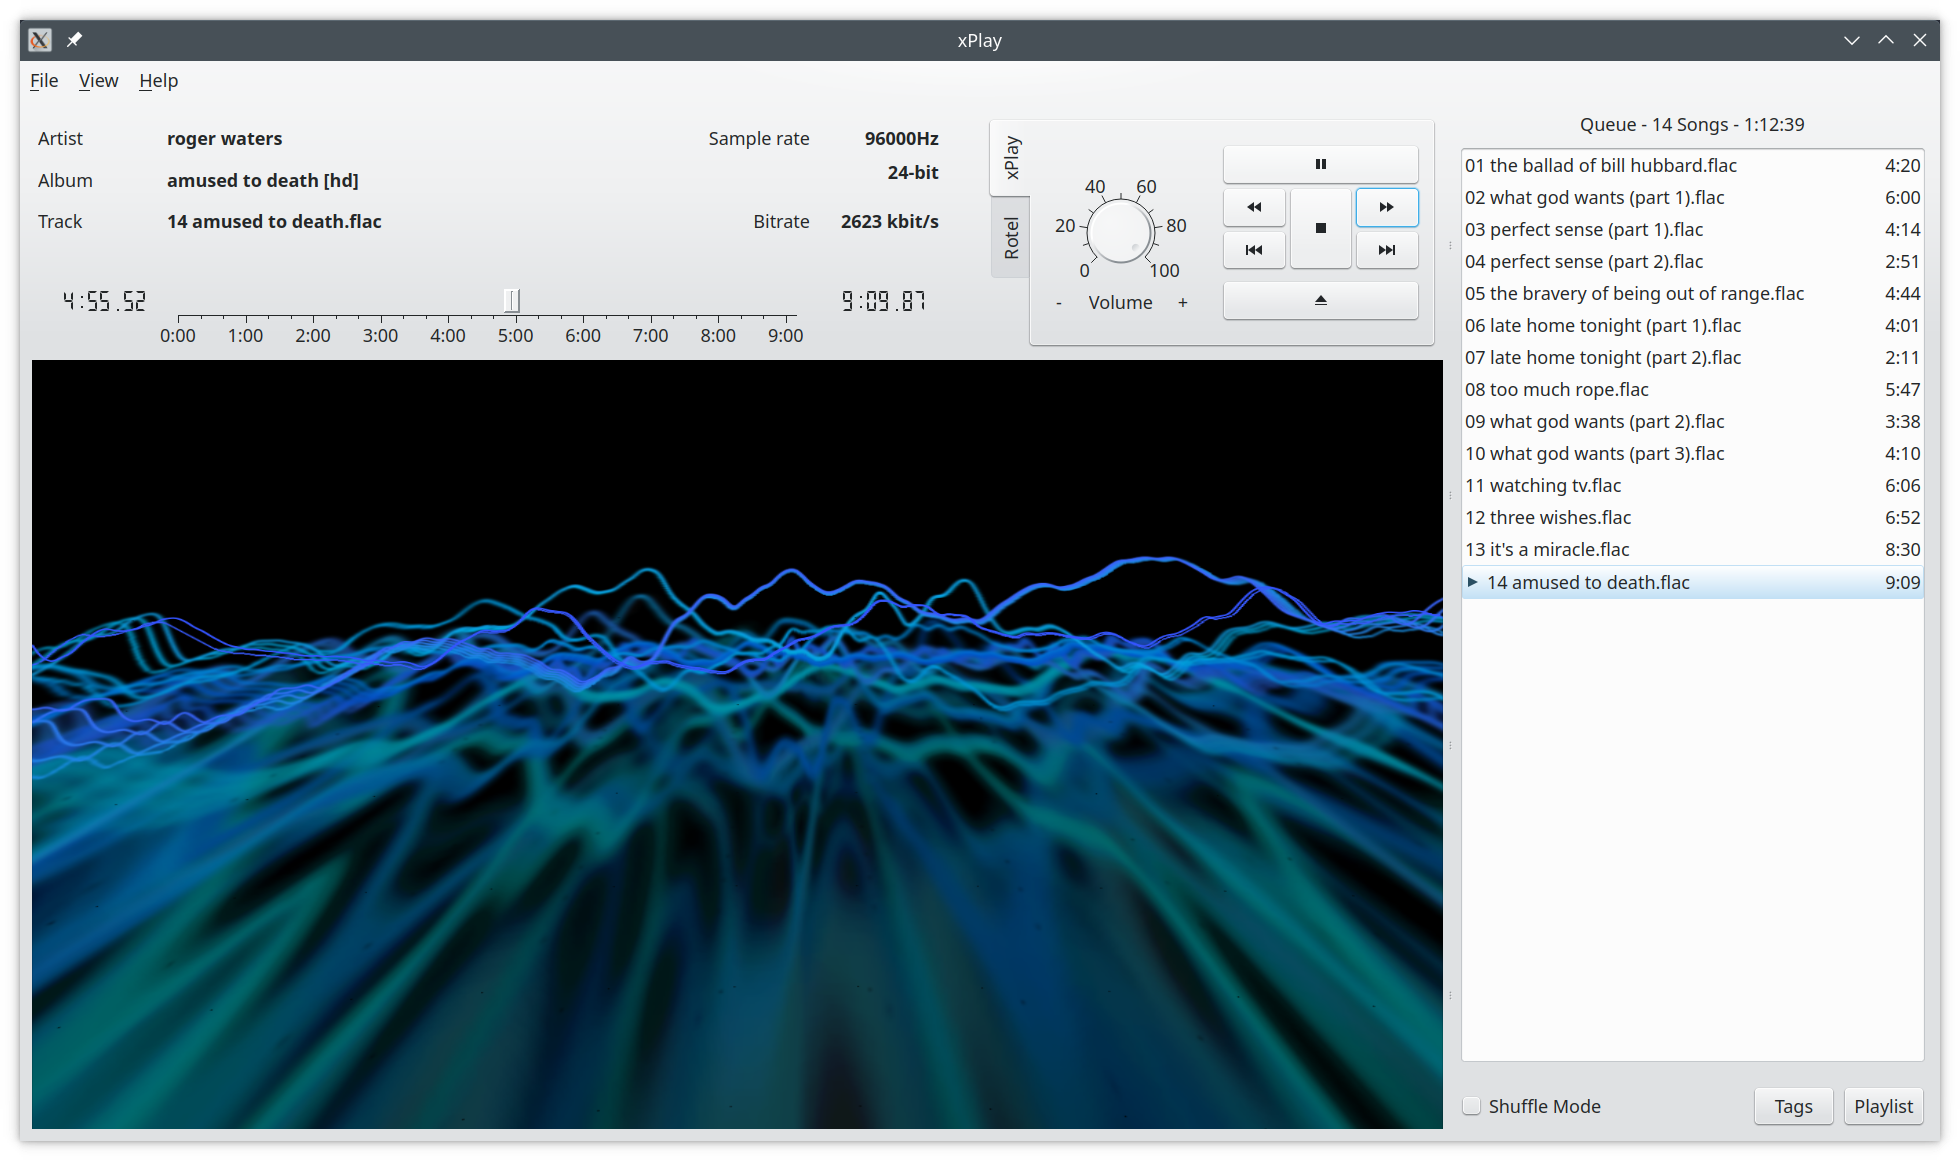 xPlay
File View Help
Artist roger waters Sample rate 96000Hz
24-bit
Album amused to death [hd]
Track 14 amused to death.flac Bitrate 2623 kbit/s
4:55.52 9:09.87
0:00 1:00 2:00 3:00 4:00 5:00 6:00 7:00 8:00 9:00
xPlay
Rotel
40 60
20 80
0 100
- Volume +
Queue - 14 Songs - 1:12:39
01 the ballad of bill hubbard.flac 4:20
02 what god wants (part 1).flac 6:00
03 perfect sense (part 1).flac 4:14
04 perfect sense (part 2).flac 2:51
05 the bravery of being out of range.flac 4:44
06 late home tonight (part 1).flac 4:01
07 late home tonight (part 2).flac 2:11
08 too much rope.flac 5:47
09 what god wants (part 2).flac 3:38
10 what god wants (part 3).flac 4:10
11 watching tv.flac 6:06
12 three wishes.flac 6:52
13 it's a miracle.flac 8:30
14 amused to death.flac 9:09
Shuffle Mode Tags Playlist